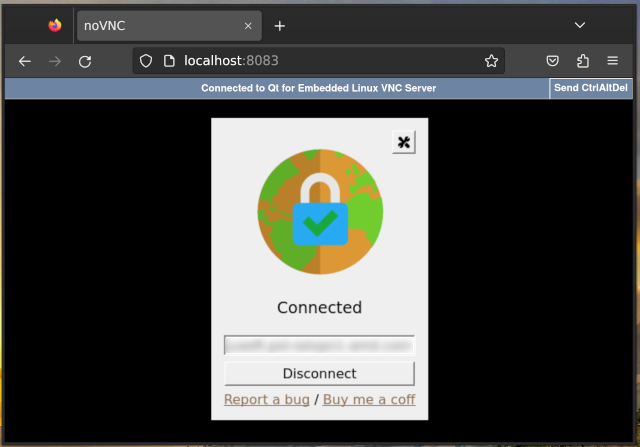 noVNC
localhost:8083
Connected to Qt for Embedded Linux VNC Server
Send CtrlAltDel
Connected
Disconnect
Report a bug / Buy me a coff